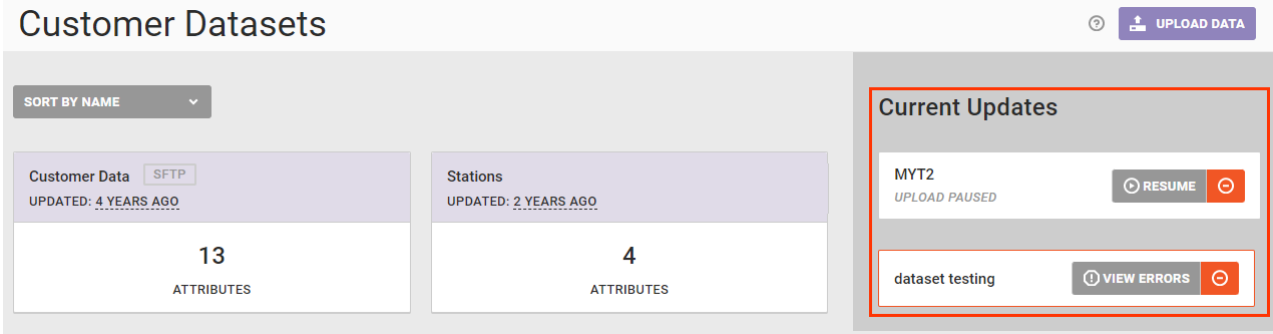 Customer Datasets
UPLOAD DATA
SORT BY NAME
Customer Data SFTP
UPDATED: 4 YEARS AGO
13
ATTRIBUTES
Stations
UPDATED: 2 YEARS AGO
4
ATTRIBUTES
Current Updates
MYT2
UPLOAD PAUSED
RESUME
dataset testing
VIEW ERRORS